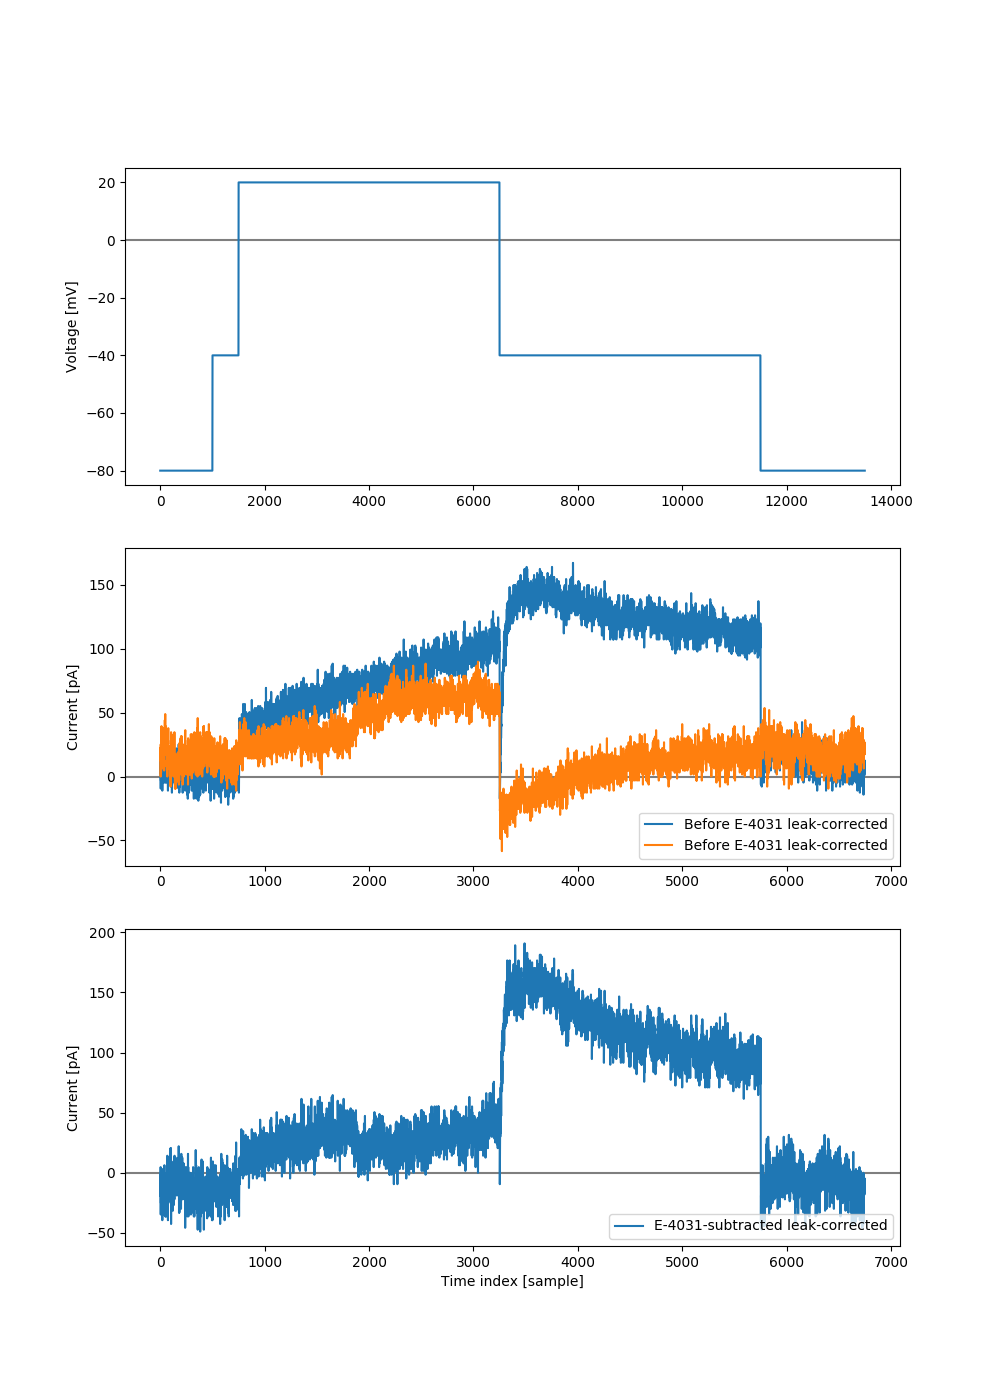 20
0
−20
−40
−60
−80
Voltage [mV]
0 2000 4000 6000 8000 10000 12000 14000
150
100
50
0
−50
Current [pA]
Before E-4031 leak-corrected
Before E-4031 leak-corrected
0 1000 2000 3000 4000 5000 6000 7000
200
150
100
50
0
−50
Current [pA]
E-4031-subtracted leak-corrected
0 1000 2000 3000 4000 5000 6000 7000
Time index [sample]